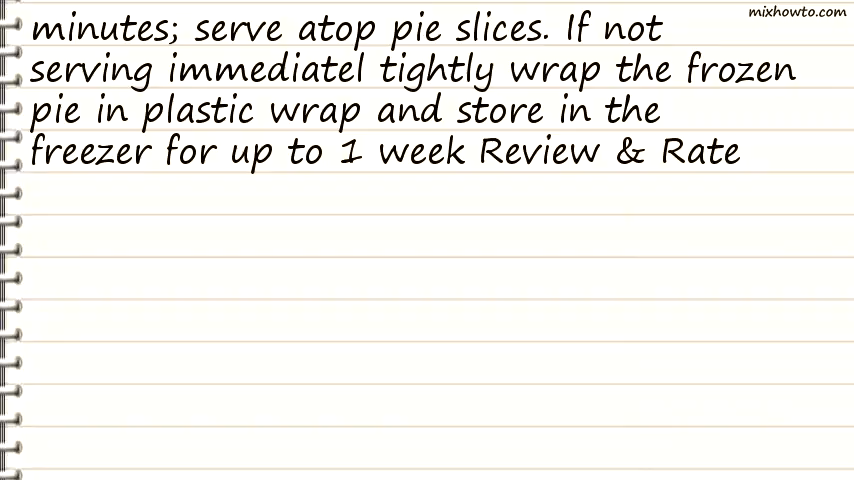 mixhowto.com
minutes; serve atop pie slices. If not
serving immediatel tightly wrap the frozen
pie in plastic wrap and store in the
freezer for up to 1 week Review & Rate